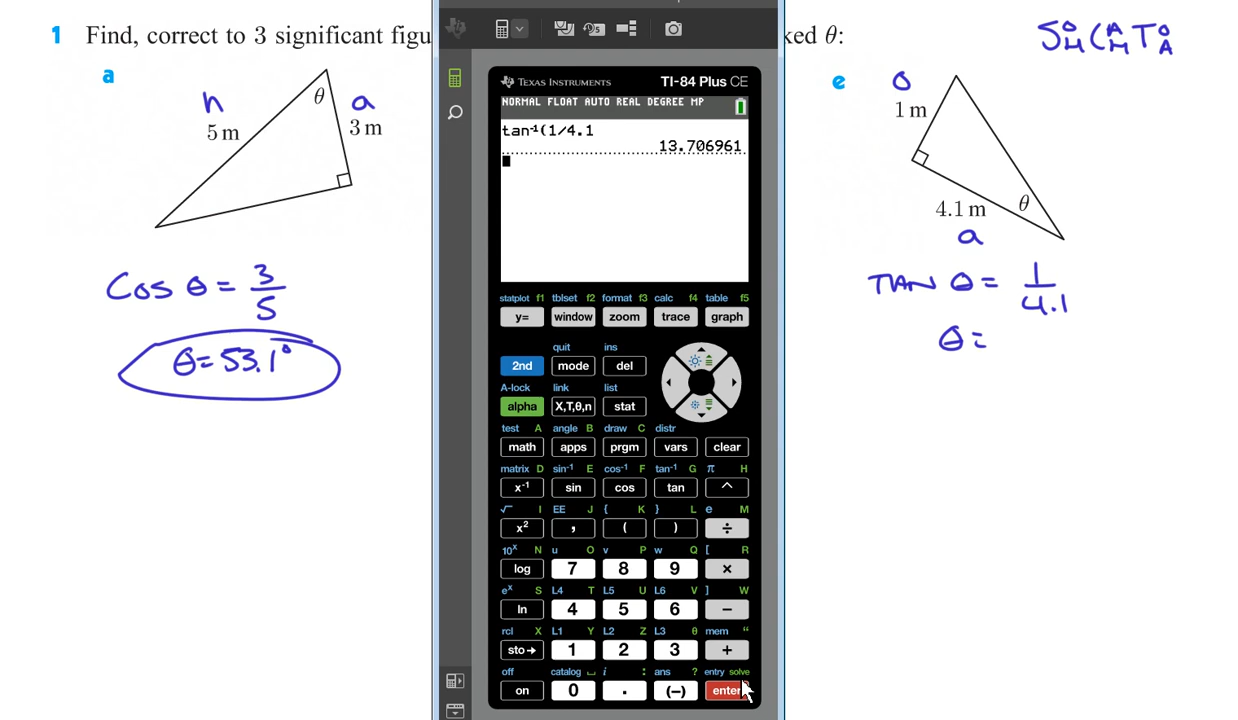 1 Find, correct to 3 significant figu
ked θ:
SOH CAH TOA
a
h
5 m
θ
a
3 m
Cos θ = 3/5
θ = 53.1°
TEXAS INSTRUMENTS TI-84 Plus CE
NORMAL FLOAT AUTO REAL DEGREE MP
tan⁻¹(1/4.1
13.706961
statplot f1 tblset f2 format f3 calc f4 table f5
y= window zoom trace graph
quit ins
2nd mode del
A-lock link list
alpha X,T,θ,n stat
test A angle B draw C distr
math apps prgm vars clear
matrix D sin⁻¹ E cos⁻¹ F tan⁻¹ G π H
x⁻¹ sin cos tan ^
√ I EE J { K } L e M
x² , ( ) ÷
10ˣ N u O v P w Q [ R
log 7 8 9 ×
eˣ S L4 T L5 U L6 V ] W
ln 4 5 6 −
rcl X L1 Y L2 Z L3 θ mem "
sto→ 1 2 3 +
off catalog ⎵ i : ans ? entry solve
on 0 . (−) enter
e
O
1 m
θ
4.1 m
a
TAN θ = 1/4.1
θ =